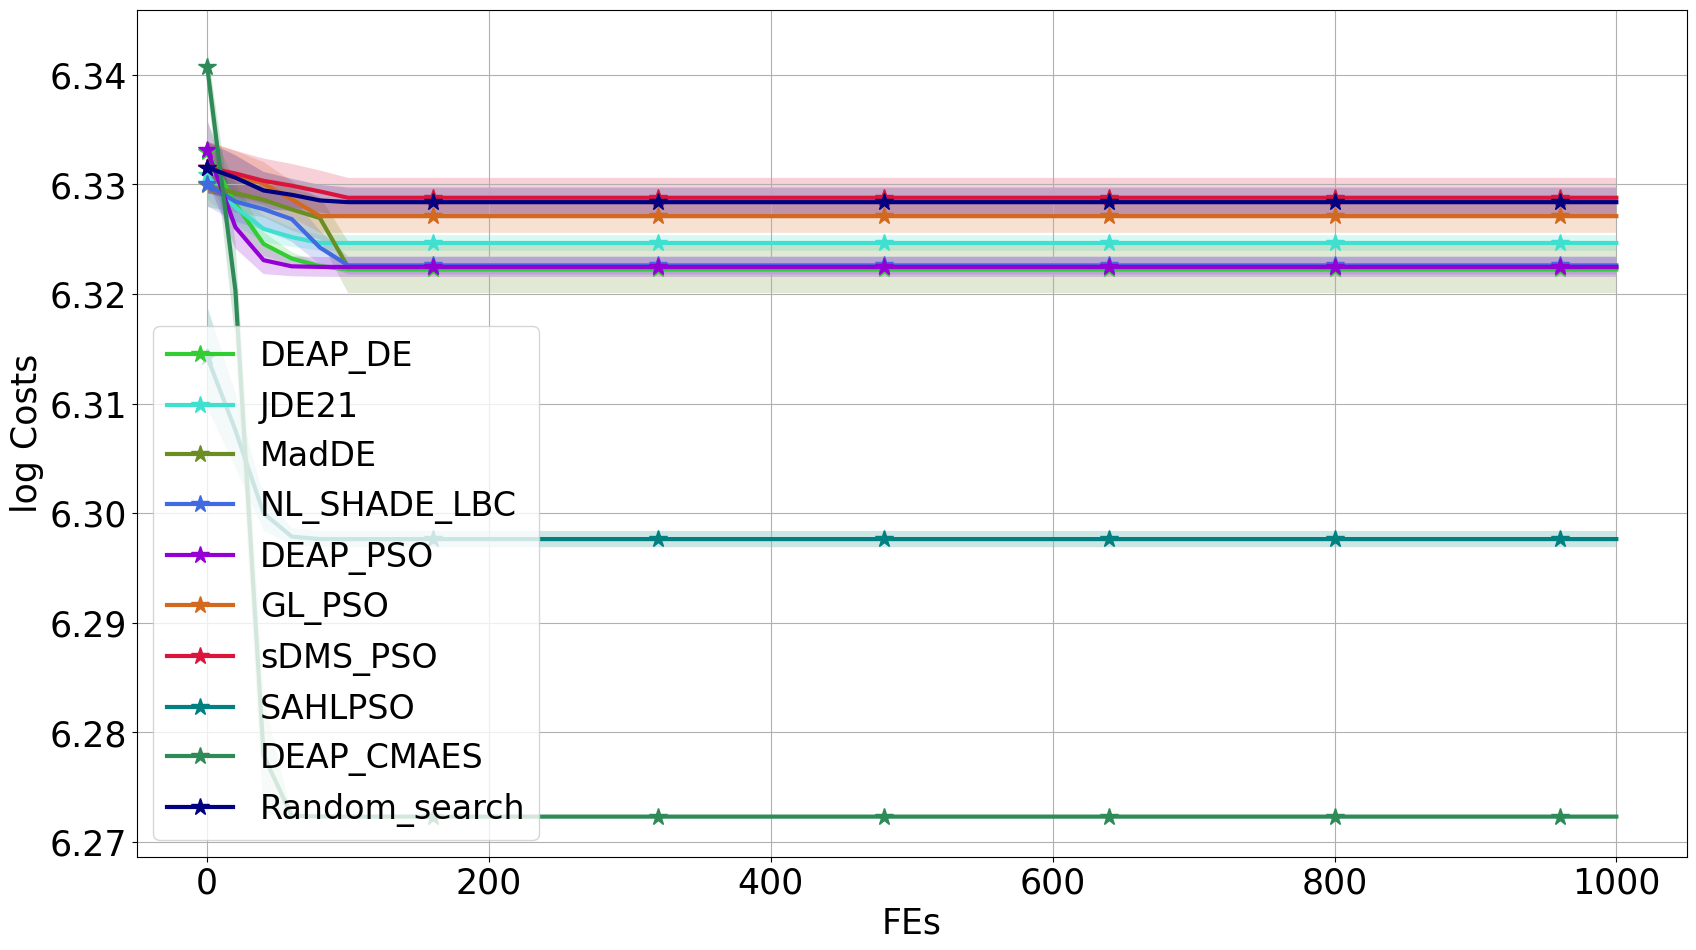 6.34
6.33
6.32
6.31
6.30
6.29
6.28
6.27
log Costs
DEAP_DE
JDE21
MadDE
NL_SHADE_LBC
DEAP_PSO
GL_PSO
sDMS_PSO
SAHLPSO
DEAP_CMAES
Random_search
0 200 400 600 800 1000
FEs